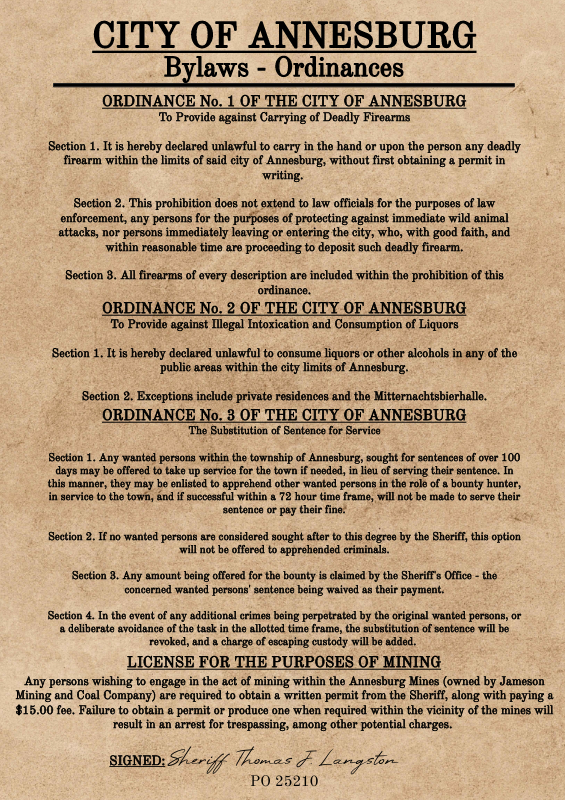 CITY OF ANNESBURG
Bylaws - Ordinances
ORDINANCE No. 1 OF THE CITY OF ANNESBURG
To Provide against Carrying of Deadly Firearms
Section 1. It is hereby declared unlawful to carry in the hand or upon the person any deadly
firearm within the limits of said city of Annesburg, without first obtaining a permit in
writing.
Section 2. This prohibition does not extend to law officials for the purposes of law
enforcement, any persons for the purposes of protecting against immediate wild animal
attacks, nor persons immediately leaving or entering the city, who, with good faith, and
within reasonable time are proceeding to deposit such deadly firearm.
Section 3. All firearms of every description are included within the prohibition of this
ordinance.
ORDINANCE No. 2 OF THE CITY OF ANNESBURG
To Provide against Illegal Intoxication and Consumption of Liquors
Section 1. It is hereby declared unlawful to consume liquors or other alcohols in any of the
public areas within the city limits of Annesburg.
Section 2. Exceptions include private residences and the Mitternachtsbierhalle.
ORDINANCE No. 3 OF THE CITY OF ANNESBURG
The Substitution of Sentence for Service
Section 1. Any wanted persons within the township of Annesburg, sought for sentences of over 100
days may be offered to take up service for the town if needed, in lieu of serving their sentence. In
this manner, they may be enlisted to apprehend other wanted persons in the role of a bounty hunter,
in service to the town, and if successful within a 72 hour time frame, will not be made to serve their
sentence or pay their fine.
Section 2. If no wanted persons are considered sought after to this degree by the Sheriff, this option
will not be offered to apprehended criminals.
Section 3. Any amount being offered for the bounty is claimed by the Sheriff's Office - the
concerned wanted persons' sentence being waived as their payment.
Section 4. In the event of any additional crimes being perpetrated by the original wanted persons, or
a deliberate avoidance of the task in the allotted time frame, the substitution of sentence will be
revoked, and a charge of escaping custody will be added.
LICENSE FOR THE PURPOSES OF MINING
Any persons wishing to engage in the act of mining within the Annesburg Mines (owned by Jameson
Mining and Coal Company) are required to obtain a written permit from the Sheriff, along with paying a
$15.00 fee. Failure to obtain a permit or produce one when required within the vicinity of the mines will
result in an arrest for trespassing, among other potential charges.
SIGNED: Sheriff Thomas J. Langston
PO 25210